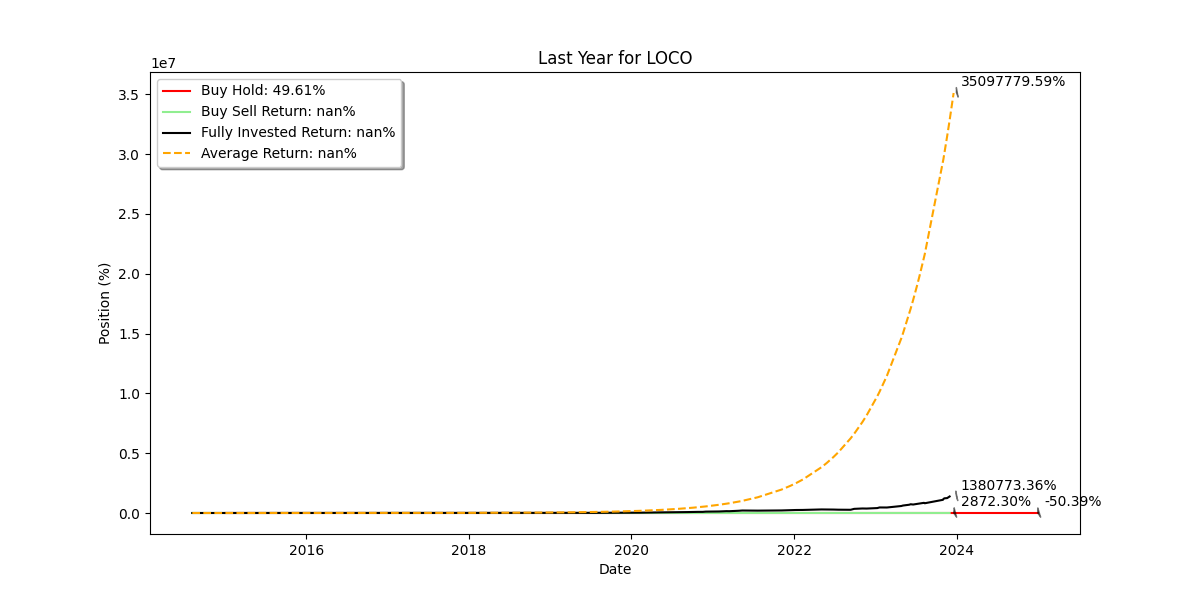 Last Year for LOCO
1e7
Buy Hold: 49.61%
Buy Sell Return: nan%
Fully Invested Return: nan%
Average Return: nan%
35097779.59%
1380773.36%
2872.30%
-50.39%
Position (%)
3.5
3.0
2.5
2.0
1.5
1.0
0.5
0.0
2016
2018
2020
2022
2024
Date